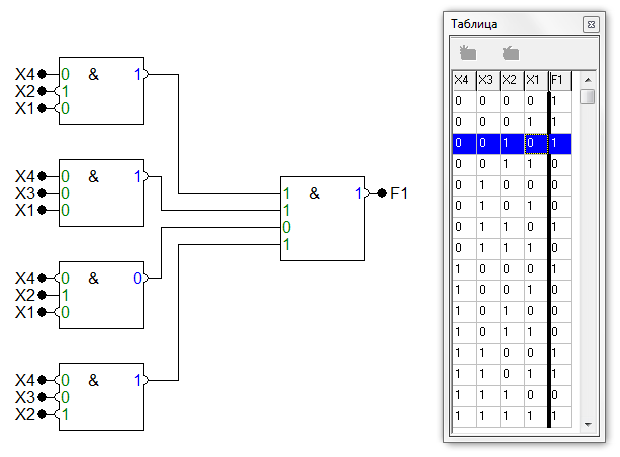 Таблица
X4 X3 X2 X1 F1
0 0 0 0 1
0 0 0 1 1
0 0 1 0 1
0 0 1 1 0
0 1 0 0 0
0 1 0 1 0
0 1 1 0 0
0 1 1 1 0
1 0 0 0 1
1 0 0 1 0
1 0 1 0 0
1 0 1 1 0
1 1 0 0 1
1 1 0 1 1
1 1 1 0 0
1 1 1 1 1
X4 0 & 1
X2 1
X1 0
X4 0 & 1
X3 0
X1 0
X4 0 & 0
X2 1
X1 0
X4 0 & 1
X3 0
X2 1
1 & 1 F1
1
0
1